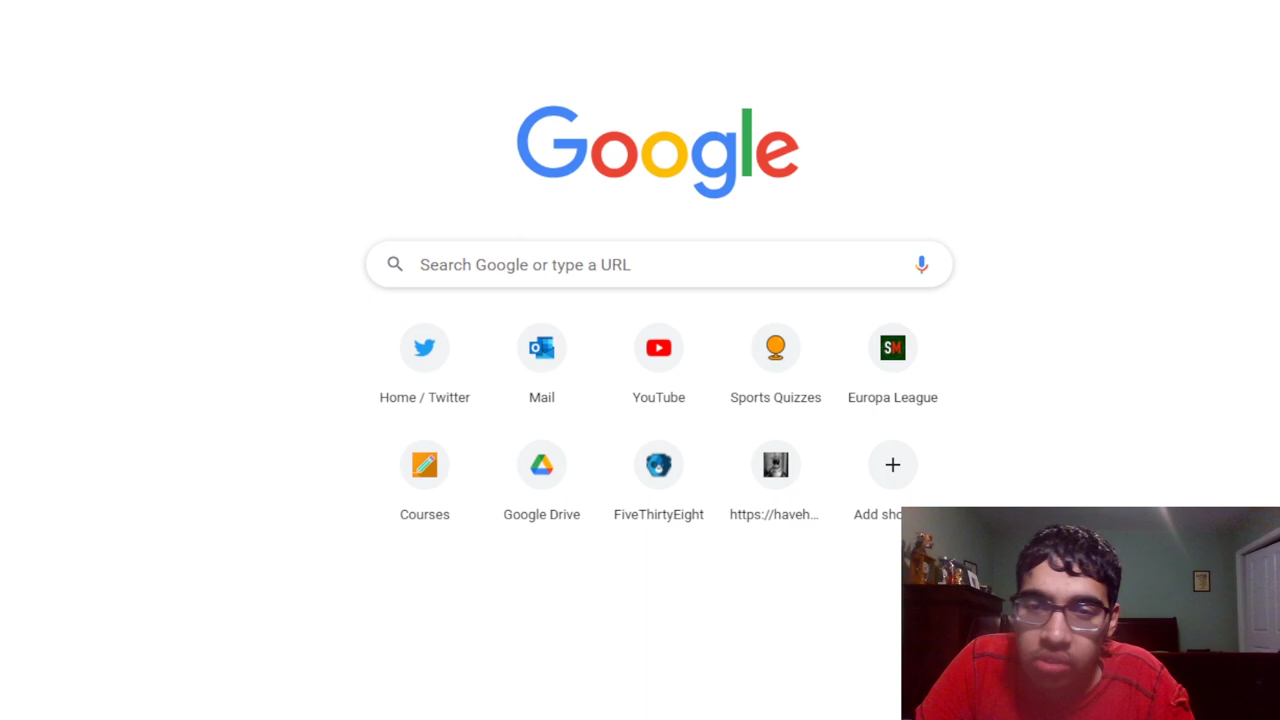 Google
Search Google or type a URL
Home / Twitter
Mail
YouTube
Sports Quizzes
SM
Europa League
Courses
Google Drive
FiveThirtyEight
https://haveh...
Add sho